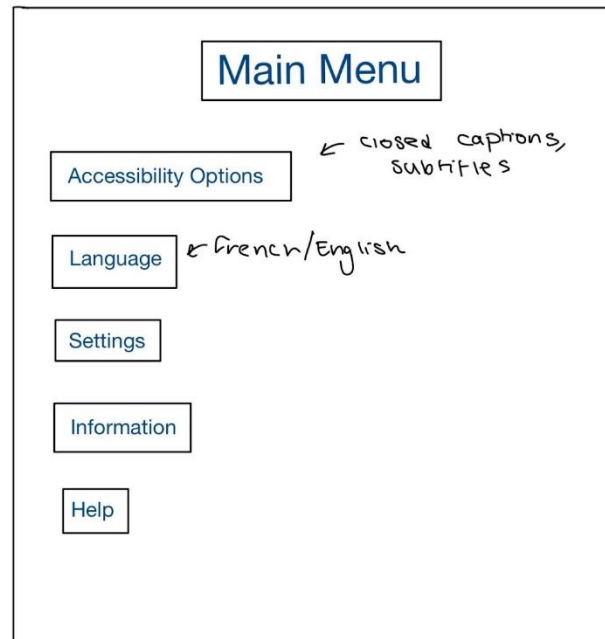 Main Menu
← closed captions,
subtitles
Accessibility Options
Language
← French/English
Settings
Information
Help